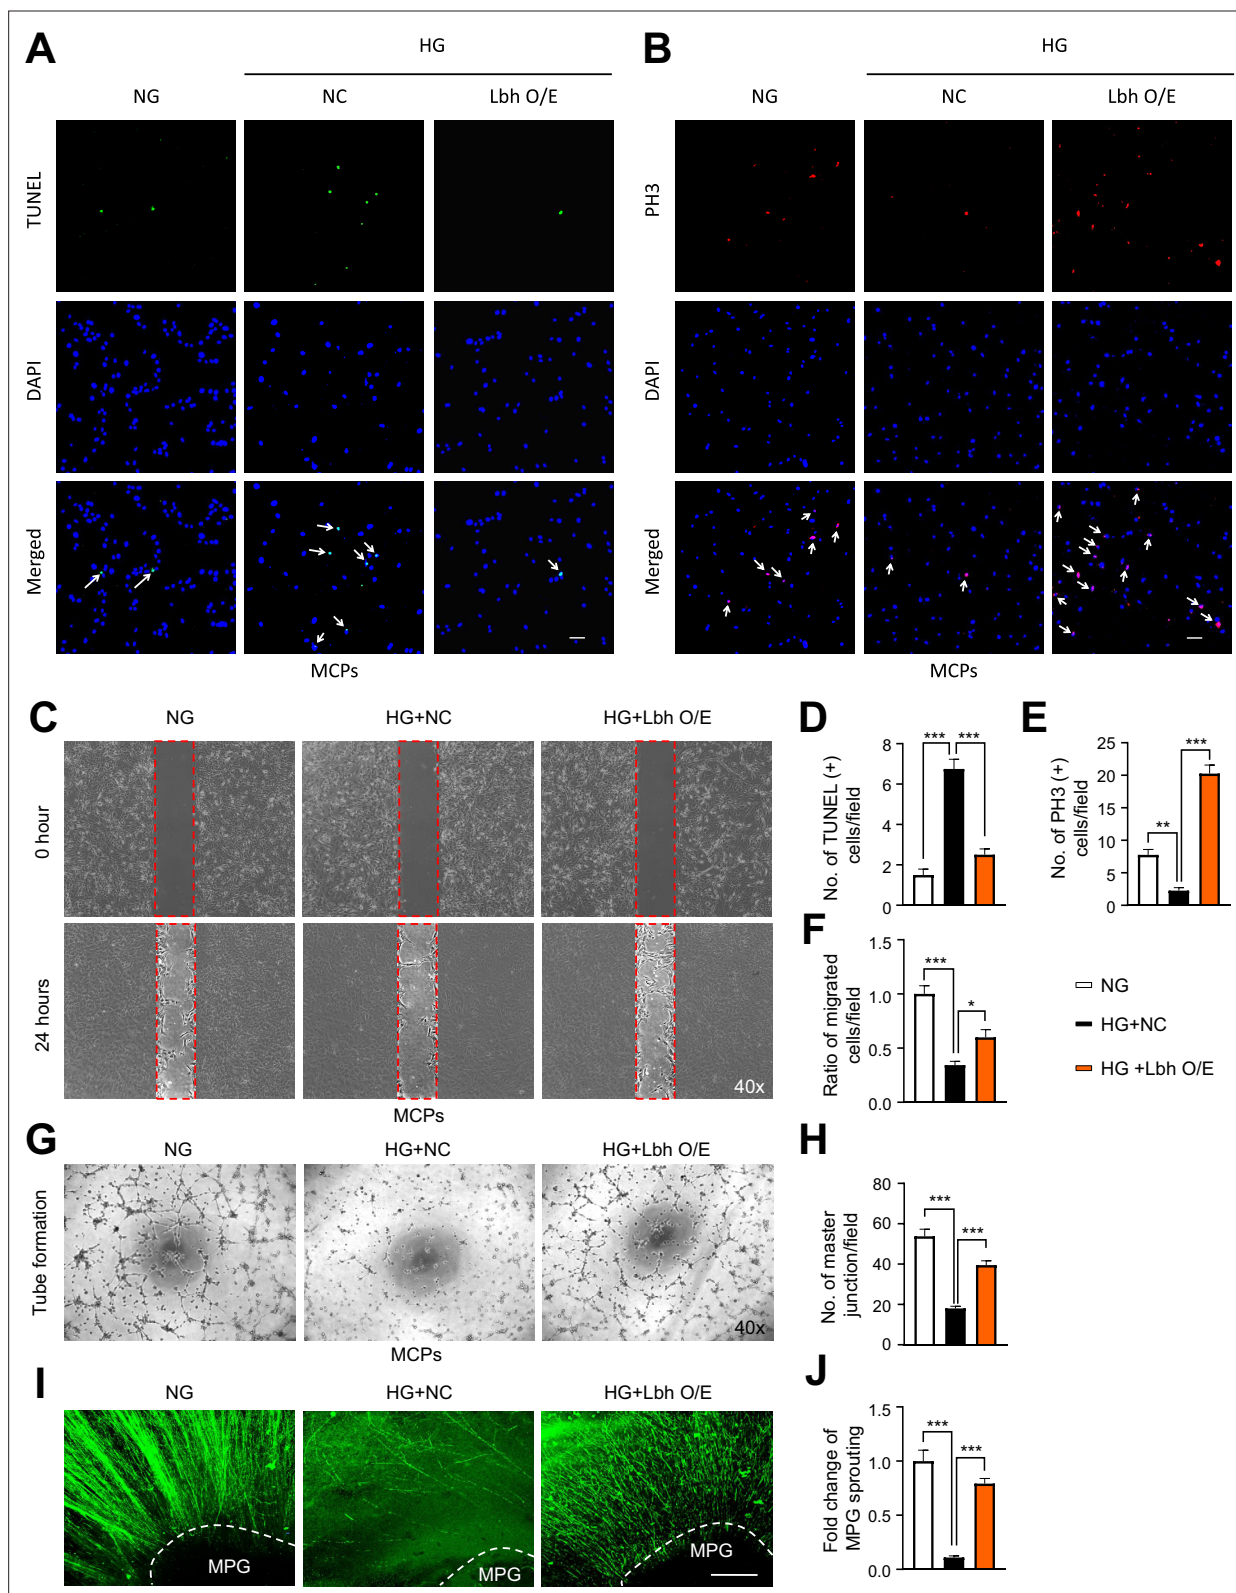 A
HG
NG
NC
Lbh O/E
TUNEL
DAPI
Merged
MCPs
B
HG
NG
NC
Lbh O/E
PH3
DAPI
Merged
MCPs
C
NG
HG+NC
HG+Lbh O/E
0 hour
24 hours
40x
MCPs
D
No. of TUNEL (+)
cells/field
8
6
4
2
0
***
***
E
No. of PH3 (+)
cells/field
25
20
15
10
5
0
**
***
F
Ratio of migrated
cells/field
1.5
1.0
0.5
0.0
***
*
NG
HG+NC
HG +Lbh O/E
G
NG
HG+NC
HG+Lbh O/E
Tube formation
40x
MCPs
H
No. of master
junction/field
80
60
40
20
0
***
***
I
NG
HG+NC
HG+Lbh O/E
MPG
MPG
MPG
J
Fold change of
MPG sprouting
1.5
1.0
0.5
0.0
***
***